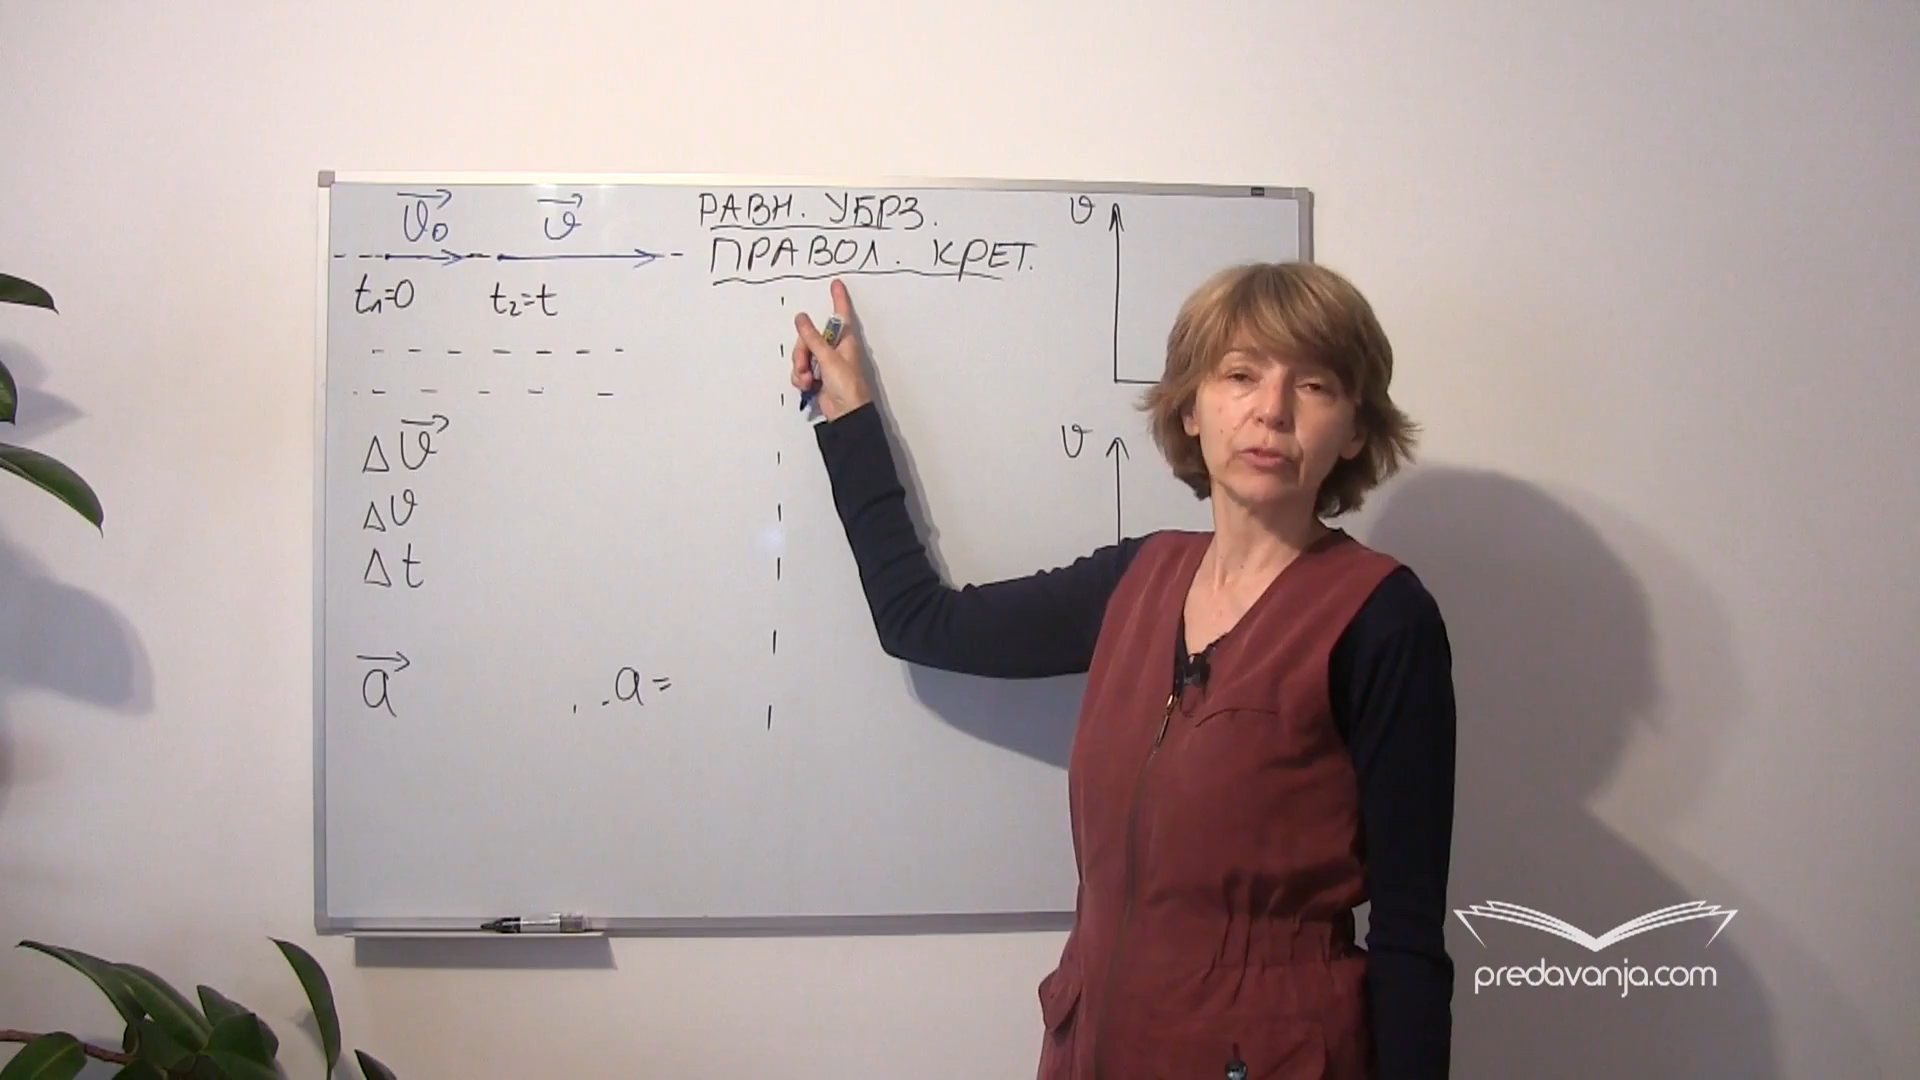 v⃗₀ v⃗
t₁=0 t₂=t
Δv⃗
Δv
Δt
a⃗ a=
РАВН. УБРЗ.
ПРАВОЛ. КРЕТ.
v
v
predavanja.com